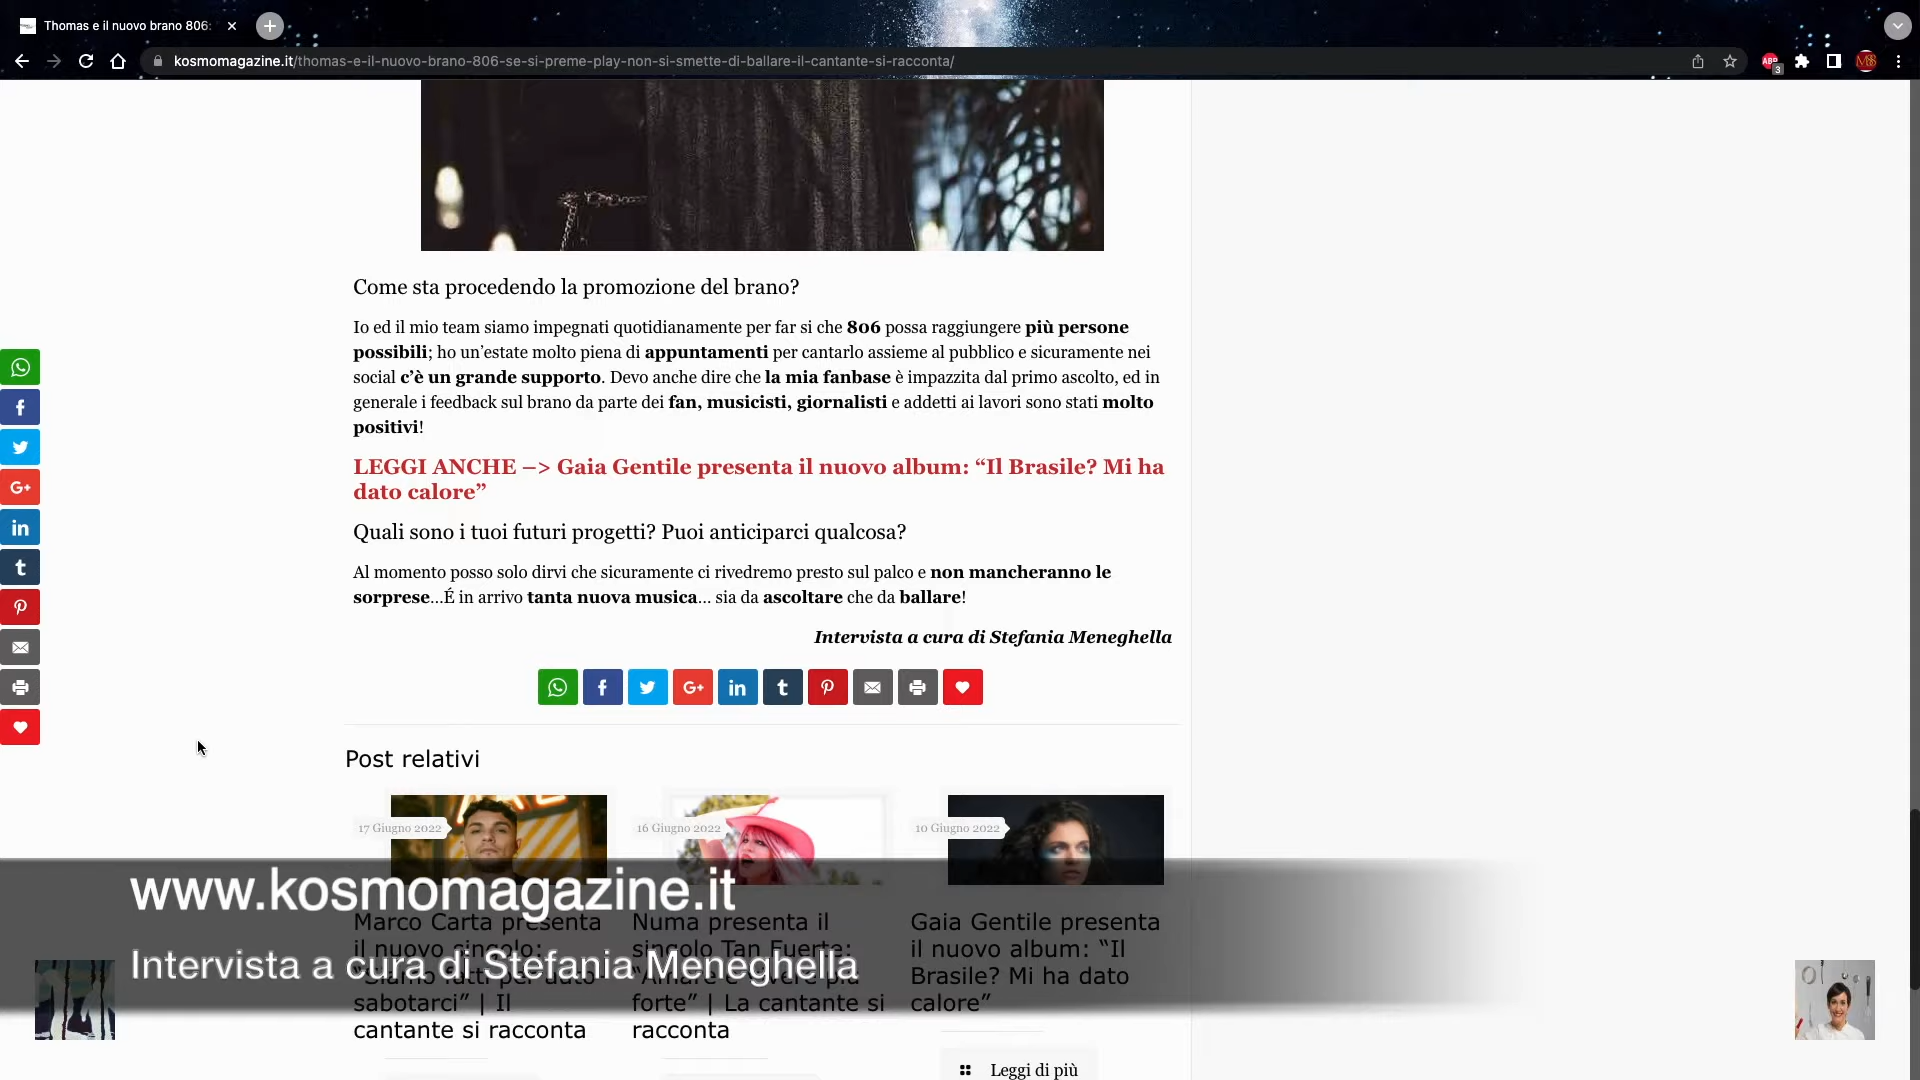 Thomas e il nuovo brano 806:
kosmomagazine.it/thomas-e-il-nuovo-brano-806-se-si-preme-play-non-si-smette-di-ballare-il-cantante-si-racconta/
ABP
3
Come sta procedendo la promozione del brano?
Io ed il mio team siamo impegnati quotidianamente per far si che 806 possa raggiungere più persone
possibili; ho un’estate molto piena di appuntamenti per cantarlo assieme al pubblico e sicuramente nei
social c’è un grande supporto. Devo anche dire che la mia fanbase è impazzita dal primo ascolto, ed in
generale i feedback sul brano da parte dei fan, musicisti, giornalisti e addetti ai lavori sono stati molto
positivi!
LEGGI ANCHE –> Gaia Gentile presenta il nuovo album: “Il Brasile? Mi ha
dato calore”
Quali sono i tuoi futuri progetti? Puoi anticiparci qualcosa?
Al momento posso solo dirvi che sicuramente ci rivedremo presto sul palco e non mancheranno le
sorprese…É in arrivo tanta nuova musica… sia da ascoltare che da ballare!
Intervista a cura di Stefania Meneghella
Post relativi
17 Giugno 2022
16 Giugno 2022
10 Giugno 2022
www.kosmomagazine.it
Intervista a cura di Stefania Meneghella
Marco Carta presenta
il nuovo singolo:
sabotarci” | Il
cantante si racconta
Numa presenta il
singolo Tan Fuerte:
forte” | La cantante si
racconta
Gaia Gentile presenta
il nuovo album: “Il
Brasile? Mi ha dato
calore”
Leggi di più